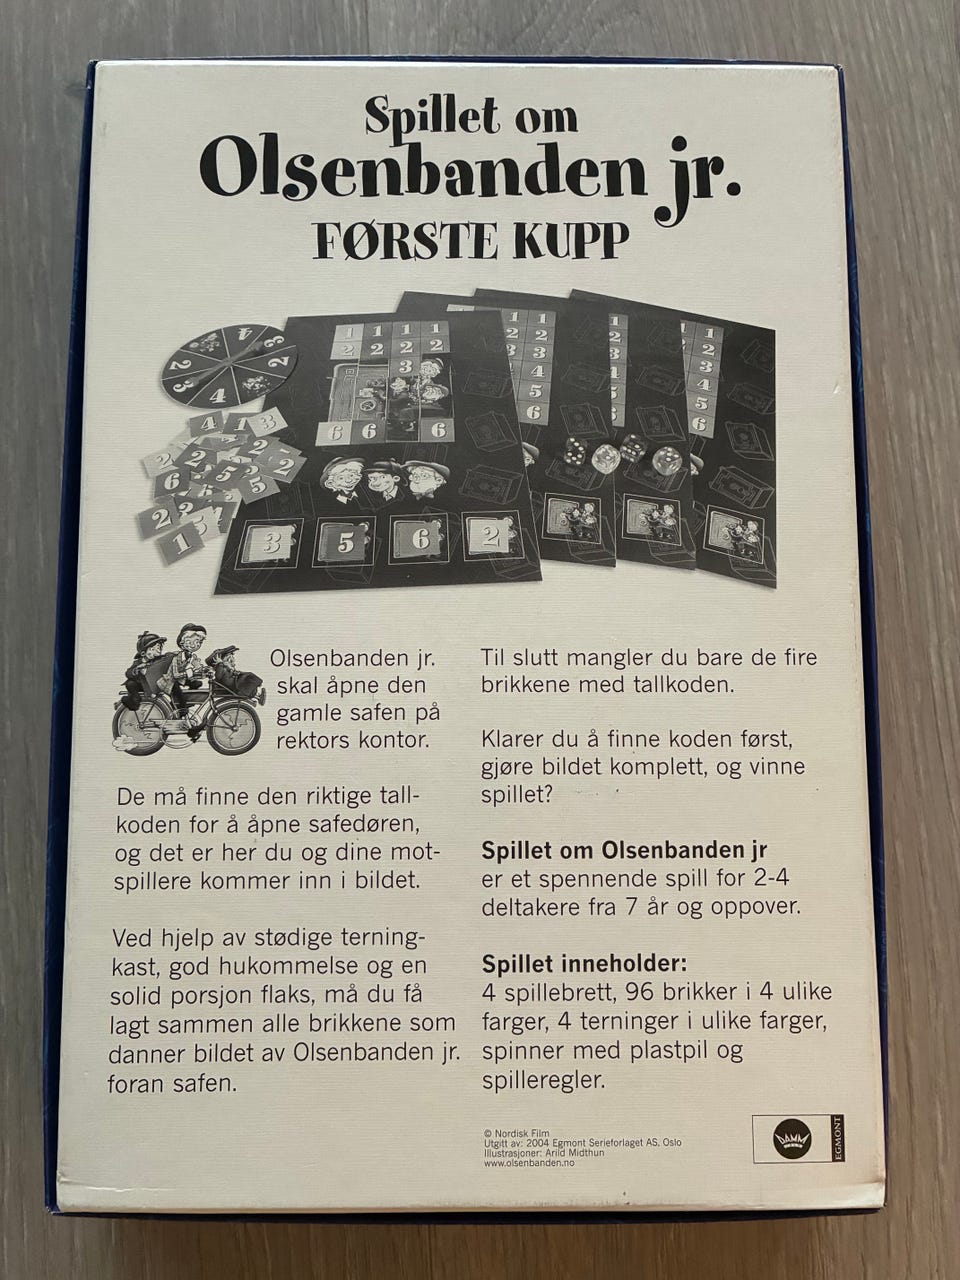 Spillet om
Olsenbanden jr.
FØRSTE KUPP
Olsenbanden jr.
skal åpne den
gamle safen på
rektors kontor.
De må finne den riktige tall-
koden for å åpne safedøren,
og det er her du og dine mot-
spillere kommer inn i bildet.
Ved hjelp av stødige terning-
kast, god hukommelse og en
solid porsjon flaks, må du få
lagt sammen alle brikkene som
danner bildet av Olsenbanden jr.
foran safen.
Til slutt mangler du bare de fire
brikkene med tallkoden.
Klarer du å finne koden først,
gjøre bildet komplett, og vinne
spillet?
Spillet om Olsenbanden jr
er et spennende spill for 2-4
deltakere fra 7 år og oppover.
Spillet inneholder:
4 spillebrett, 96 brikker i 4 ulike
farger, 4 terninger i ulike farger,
spinner med plastpil og
spilleregler.
© Nordisk Film
Utgitt av: 2004 Egmont Serieforlaget AS, Oslo
Illustrasjoner: Arild Midthun
www.olsenbanden.no
DAMM
EGMONT